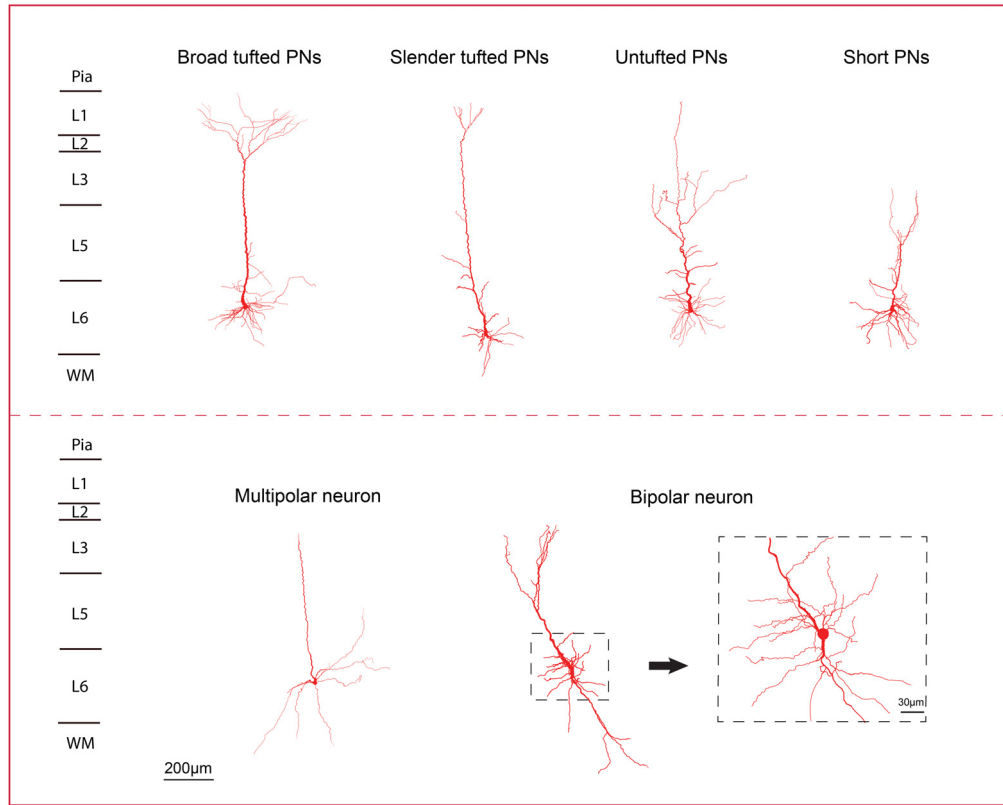 Broad tufted PNs
Slender tufted PNs
Untufted PNs
Short PNs
Pia
L1
L2
L3
L5
L6
WM
Pia
L1
L2
L3
L5
L6
WM
Multipolar neuron
Bipolar neuron
30µm
200µm